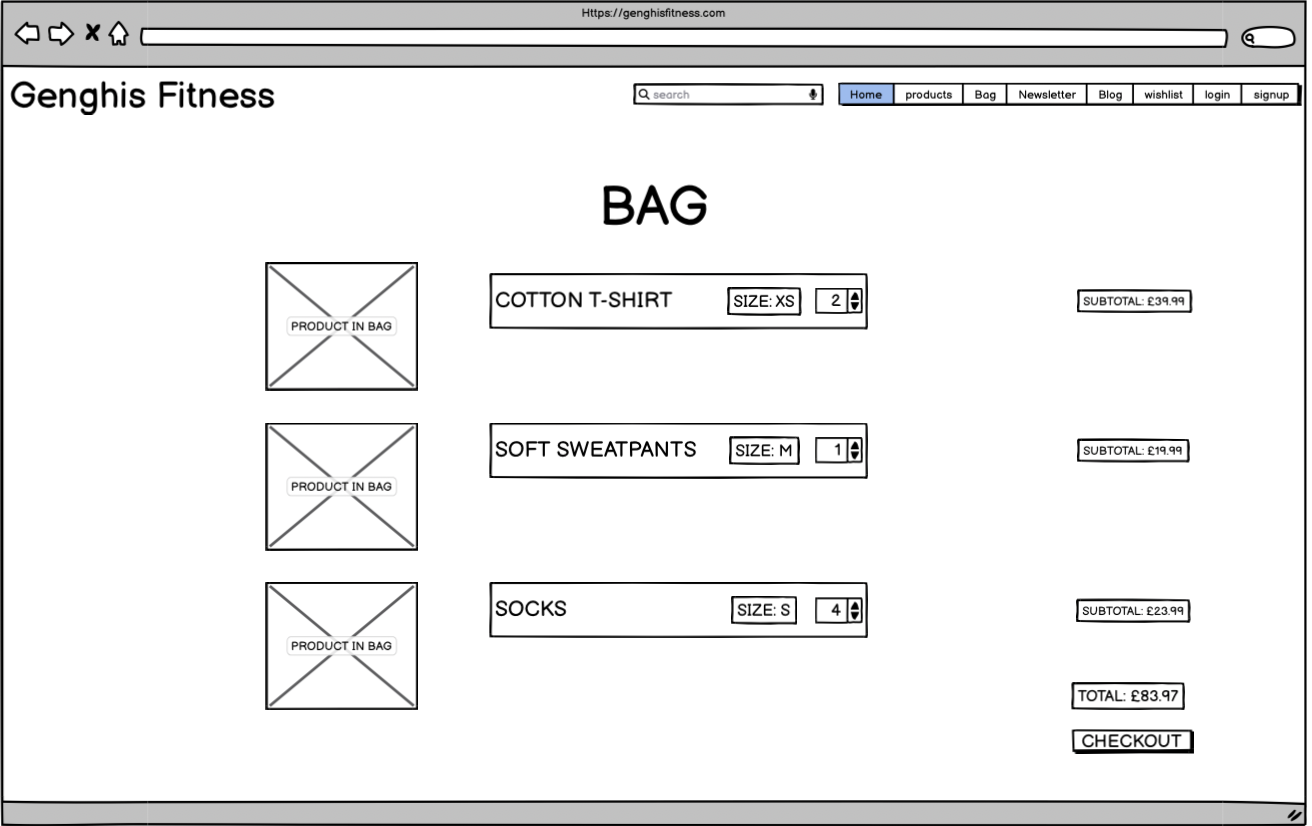 Https://genghisfitness.com
Genghis Fitness
search
Home products Bag Newsletter Blog wishlist login signup
BAG
PRODUCT IN BAG
COTTON T-SHIRT SIZE: XS 2
SUBTOTAL: £39.99
PRODUCT IN BAG
SOFT SWEATPANTS SIZE: M 1
SUBTOTAL: £19.99
PRODUCT IN BAG
SOCKS SIZE: S 4
SUBTOTAL: £23.99
TOTAL: £83.97
CHECKOUT